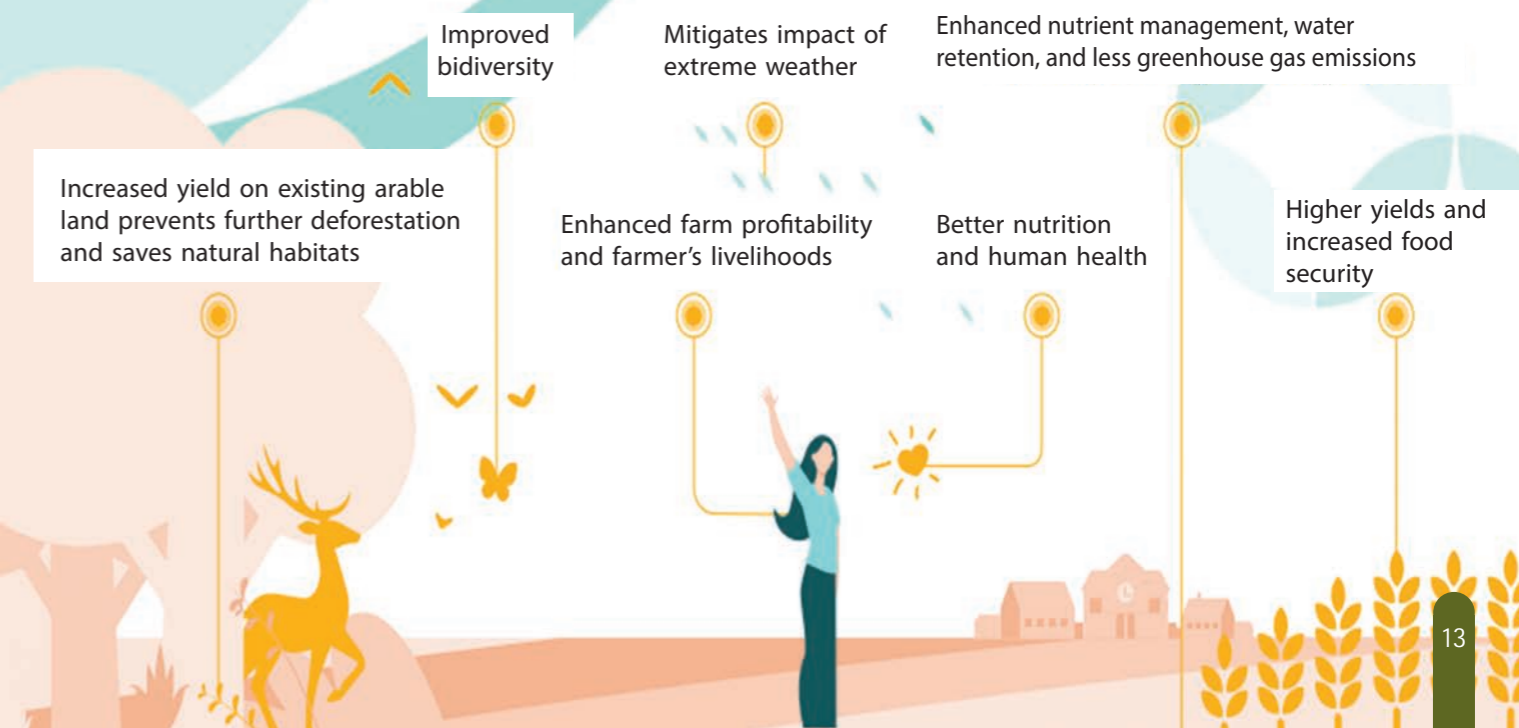 Improved
bidiversity
Mitigates impact of
extreme weather
Enhanced nutrient management, water
retention, and less greenhouse gas emissions
Increased yield on existing arable
land prevents further deforestation
and saves natural habitats
Enhanced farm profitability
and farmer’s livelihoods
Better nutrition
and human health
Higher yields and
increased food
security
13